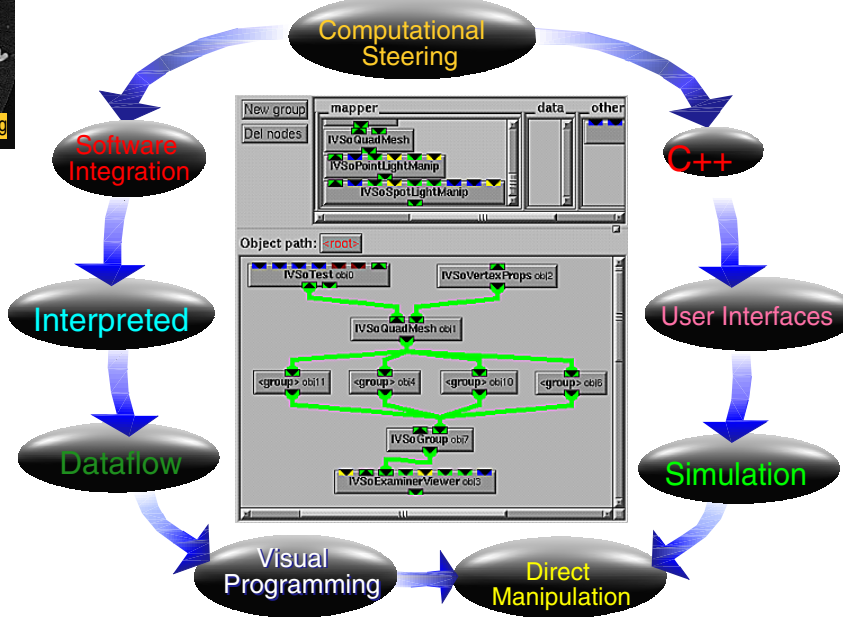 Computational
Steering
g
Software
Integration
C++
New group
Del nodes
mapper
data
other
IVSoQuadMesh
IVSoPointLightManip
IVSoSpotLightManip
Object path:
<root>
IVSoTest obj0
IVSoVertexProps obj2
Interpreted
User Interfaces
IVSoQuadMesh obj1
<group> obj11
<group> obj4
<group> obj10
<group> obj6
IVSoGroup obj7
Dataflow
Simulation
IVSoExaminerViewer obj3
Visual
Programming
Direct
Manipulation